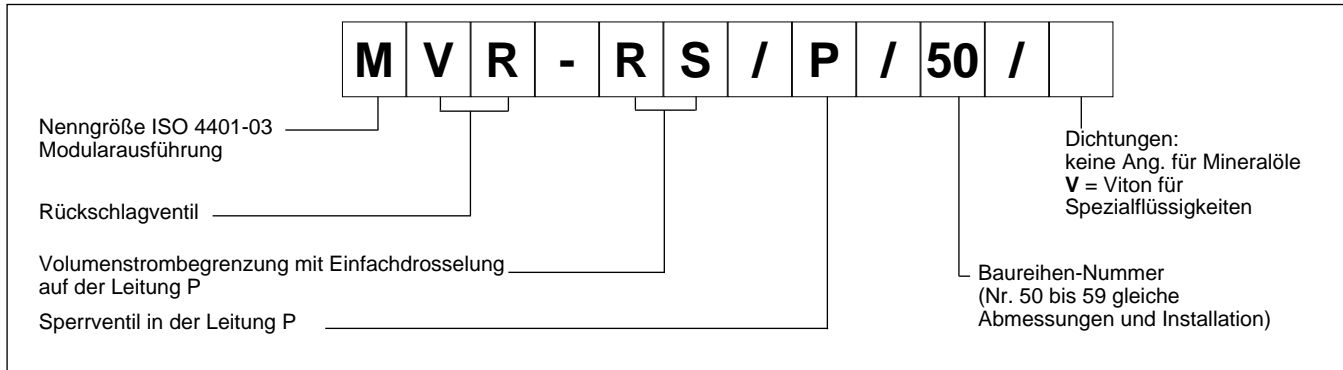 M V R - R S / P / 50 /
Nenngröße ISO 4401-03
Modularausführung
Rückschlagventil
Volumenstrombegrenzung mit Einfachdrosselung
auf der Leitung P
Sperrventil in der Leitung P
Dichtungen:
keine Ang. für Mineralöle
V = Viton für
Spezialflüssigkeiten
Baureihen-Nummer
(Nr. 50 bis 59 gleiche
Abmessungen und Installation)